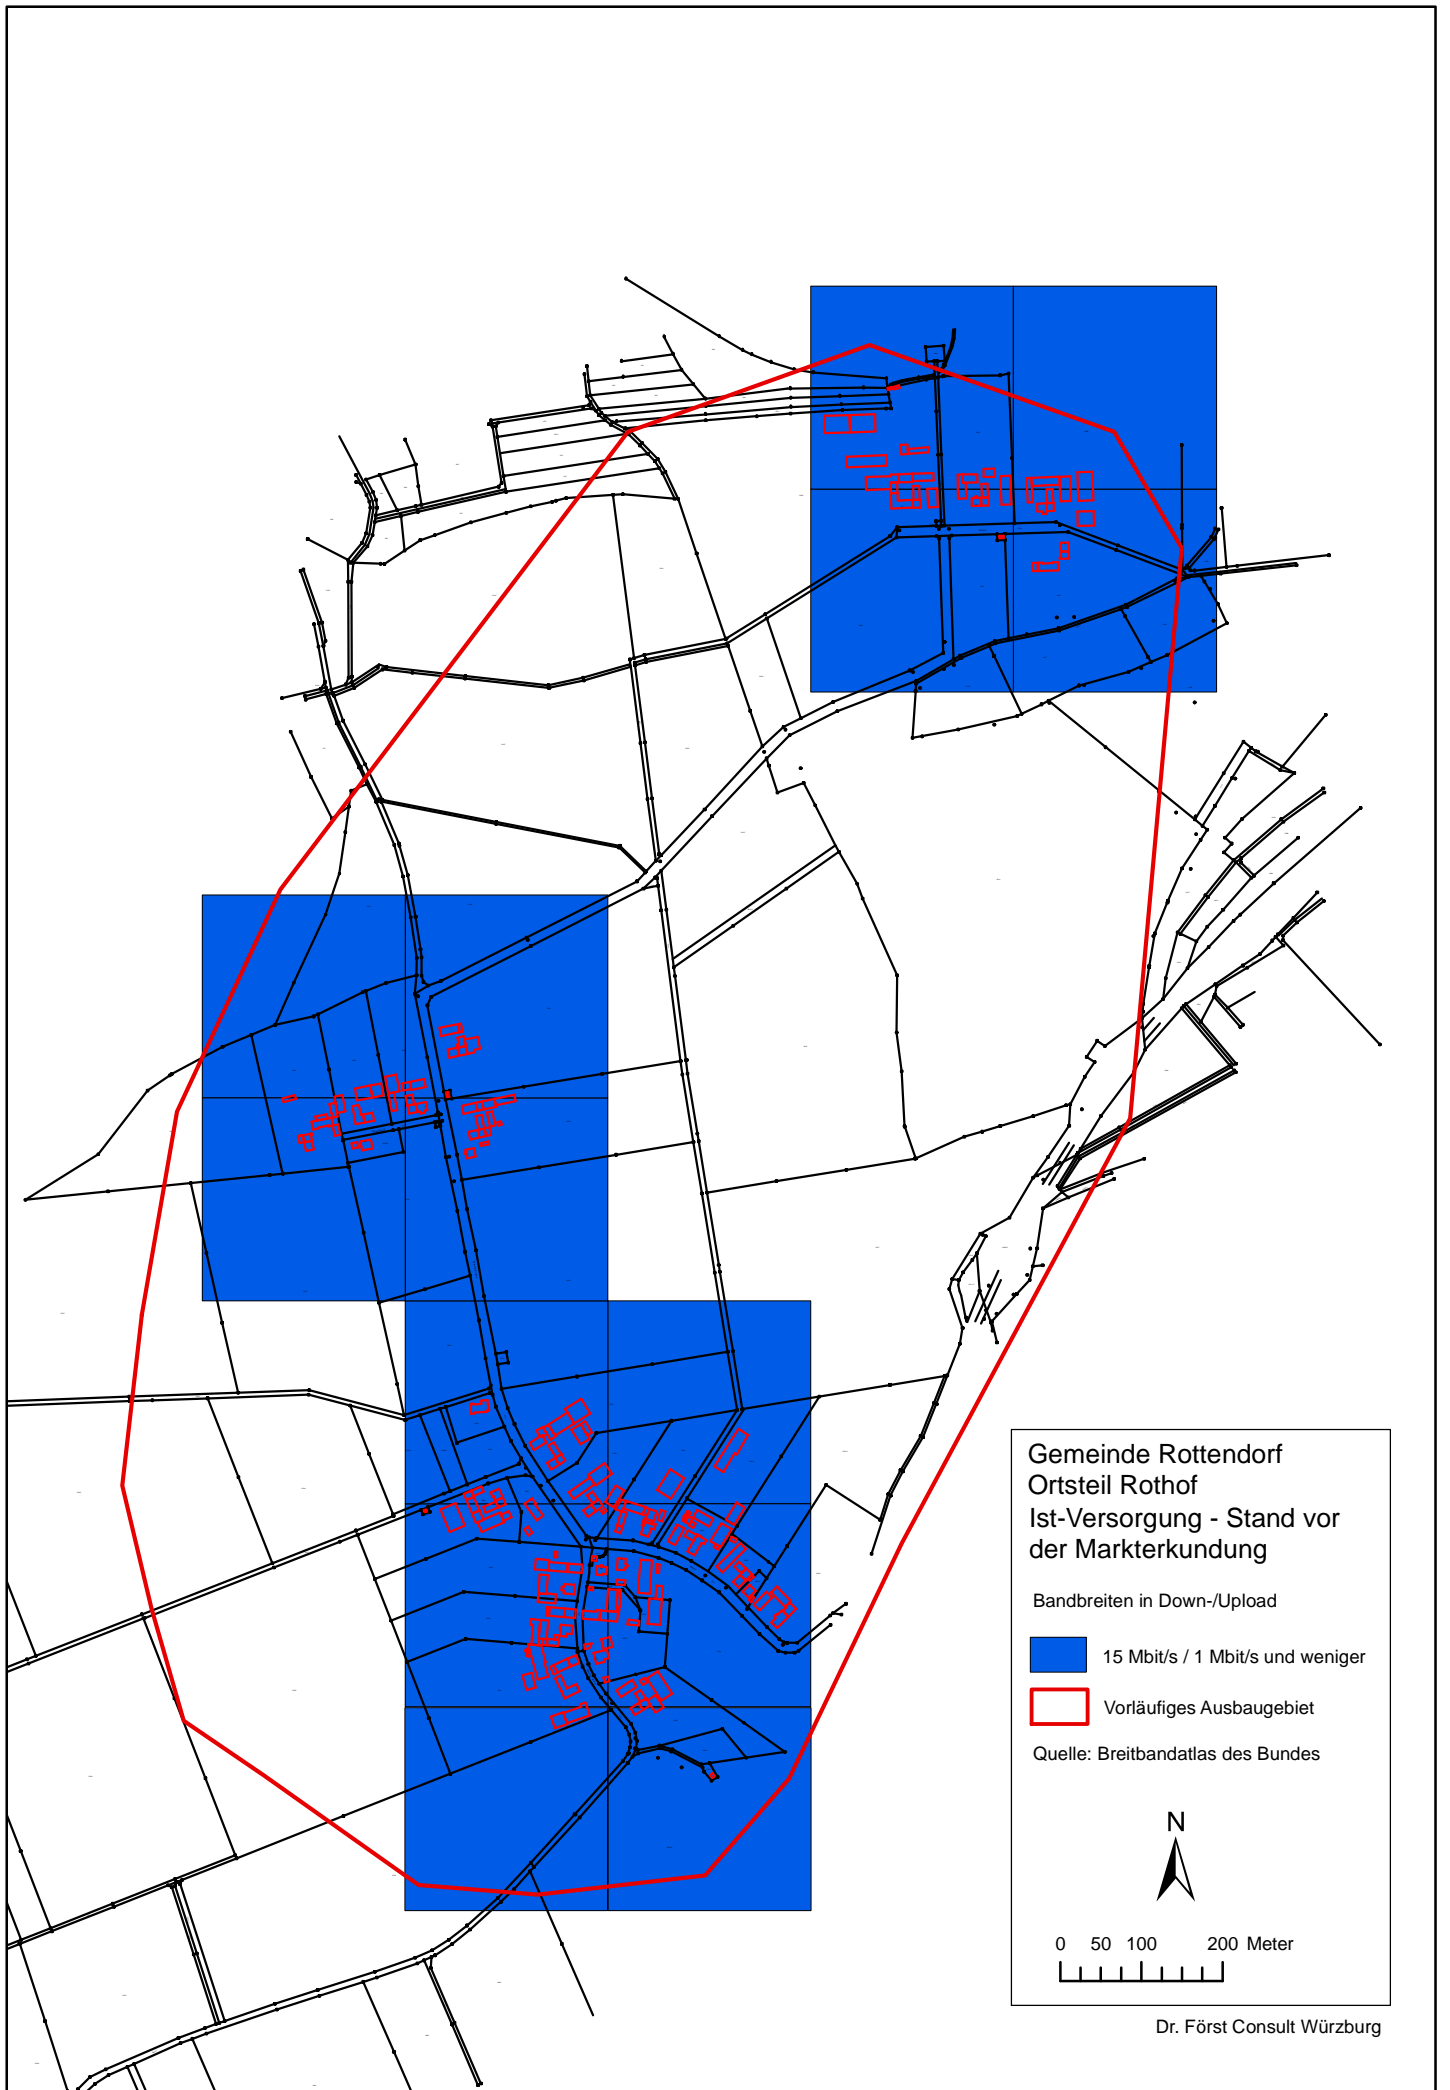 Gemeinde Rottendorf
Ortsteil Rothof
Ist-Versorgung - Stand vor
der Markterkundung
Bandbreiten in Down-/Upload
15 Mbit/s / 1 Mbit/s und weniger
Vorläufiges Ausbaugebiet
Quelle: Breitbandatlas des Bundes
N
0 50 100 200 Meter
Dr. Först Consult Würzburg